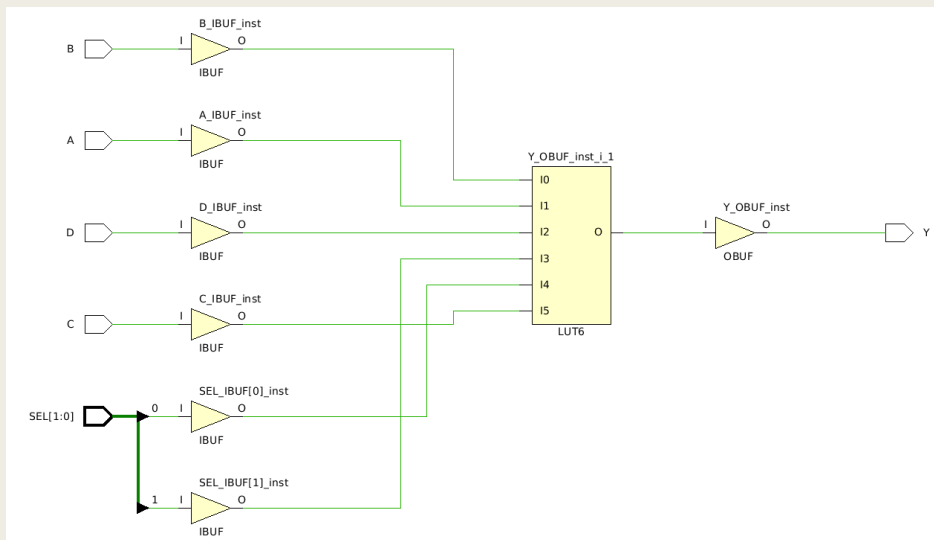 B_IBUF_inst
B I O
IBUF
A_IBUF_inst
A I O
IBUF
D_IBUF_inst
D I O
IBUF
C_IBUF_inst
C I O
IBUF
SEL_IBUF[0]_inst
SEL[1:0] 0 I O
IBUF
SEL_IBUF[1]_inst
1 I O
IBUF
Y_OBUF_inst_i_1
I0
I1
I2 O
I3
I4
I5
LUT6
Y_OBUF_inst
I O Y
OBUF